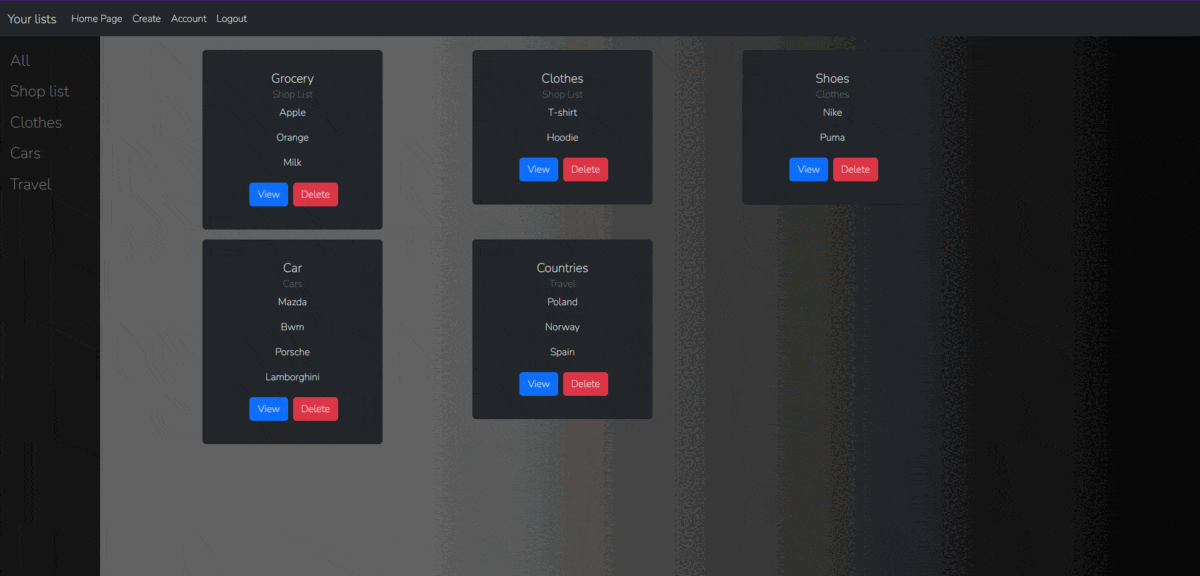 Your lists Home Page Create Account Logout
All
Shop list
Clothes
Cars
Travel
Grocery
Shop List
Apple
Orange
Milk
View Delete
Clothes
Shop List
T-shirt
Hoodie
View Delete
Shoes
Clothes
Nike
Puma
View Delete
Car
Cars
Mazda
Bwm
Porsche
Lamborghini
View Delete
Countries
Travel
Poland
Norway
Spain
View Delete